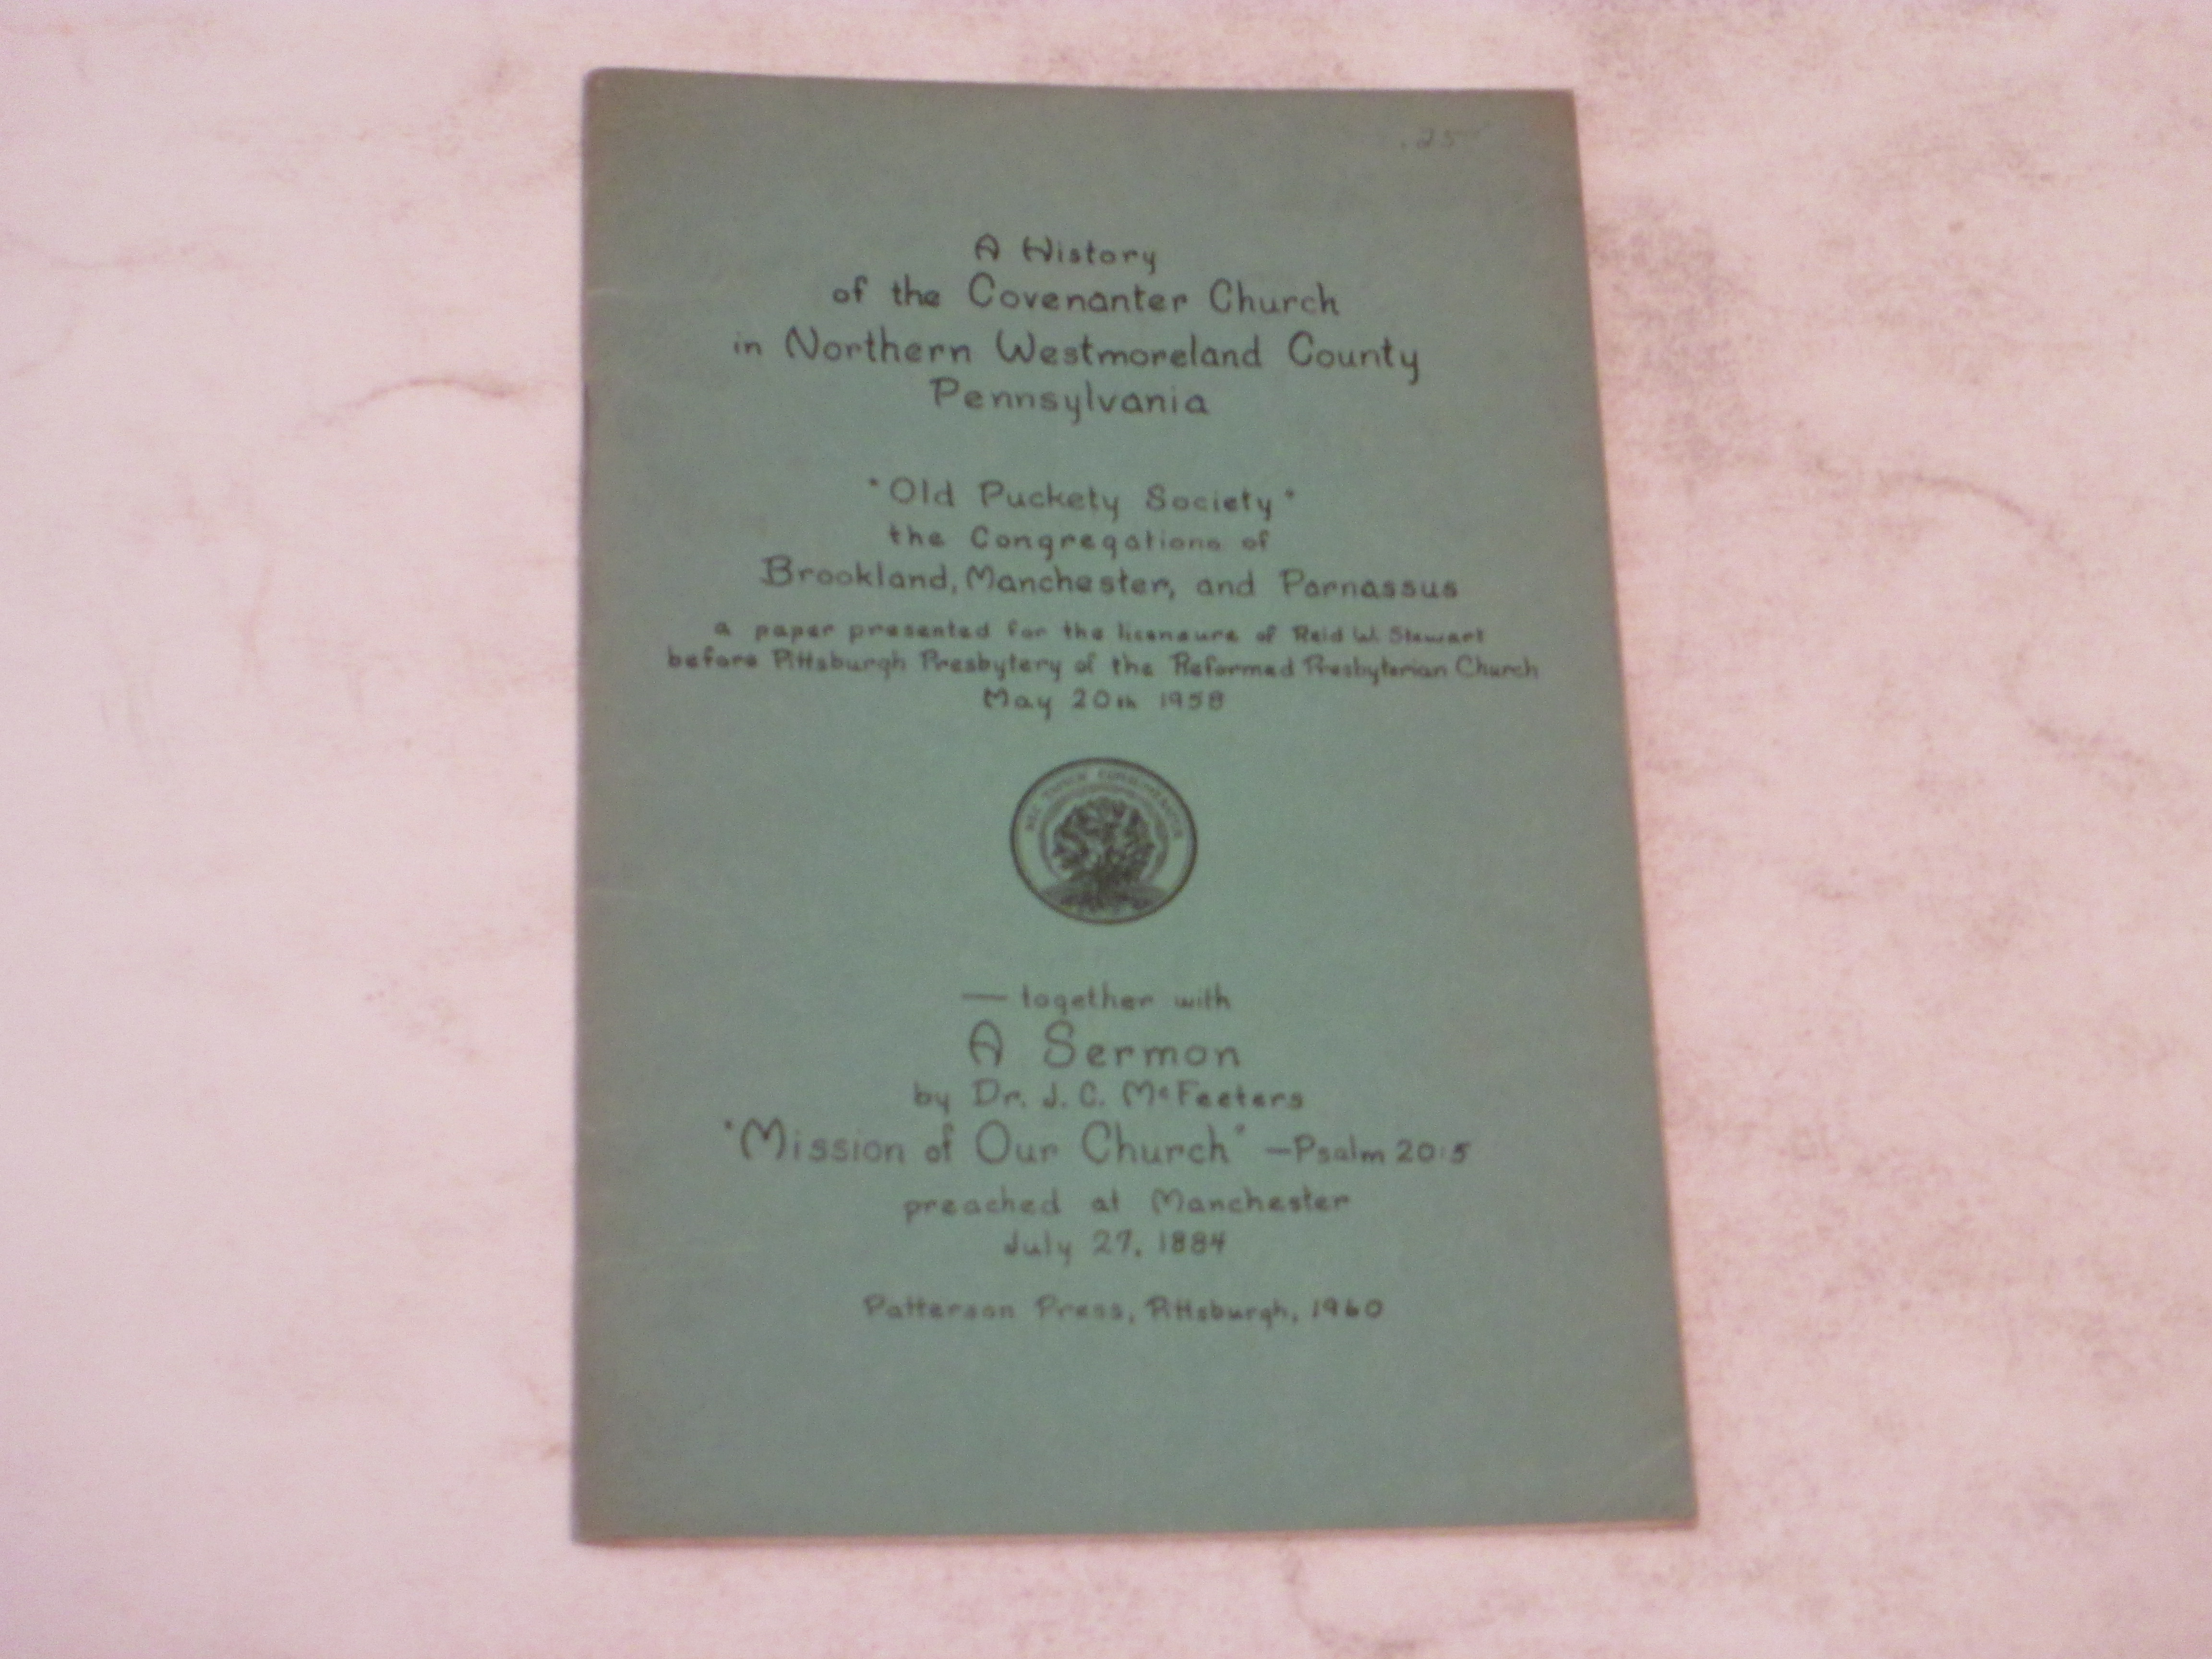 .25
A History
of the Covenanter Church
in Northern Westmoreland County
Pennsylvania
"Old Puckety Society"
the Congregations of
Brookland, Manchester, and Parnassus
a paper presented for the licensure of Reid W. Stewart
before Pittsburgh Presbytery of the Reformed Presbyterian Church
May 20th 1958
NEC TAMEN CONSUMEBATUR
— together with
A Sermon
by Dr. J. C. McFeeters
"Mission of Our Church" —Psalm 20:5
preached at Manchester
July 27, 1884
Patterson Press, Pittsburgh, 1960